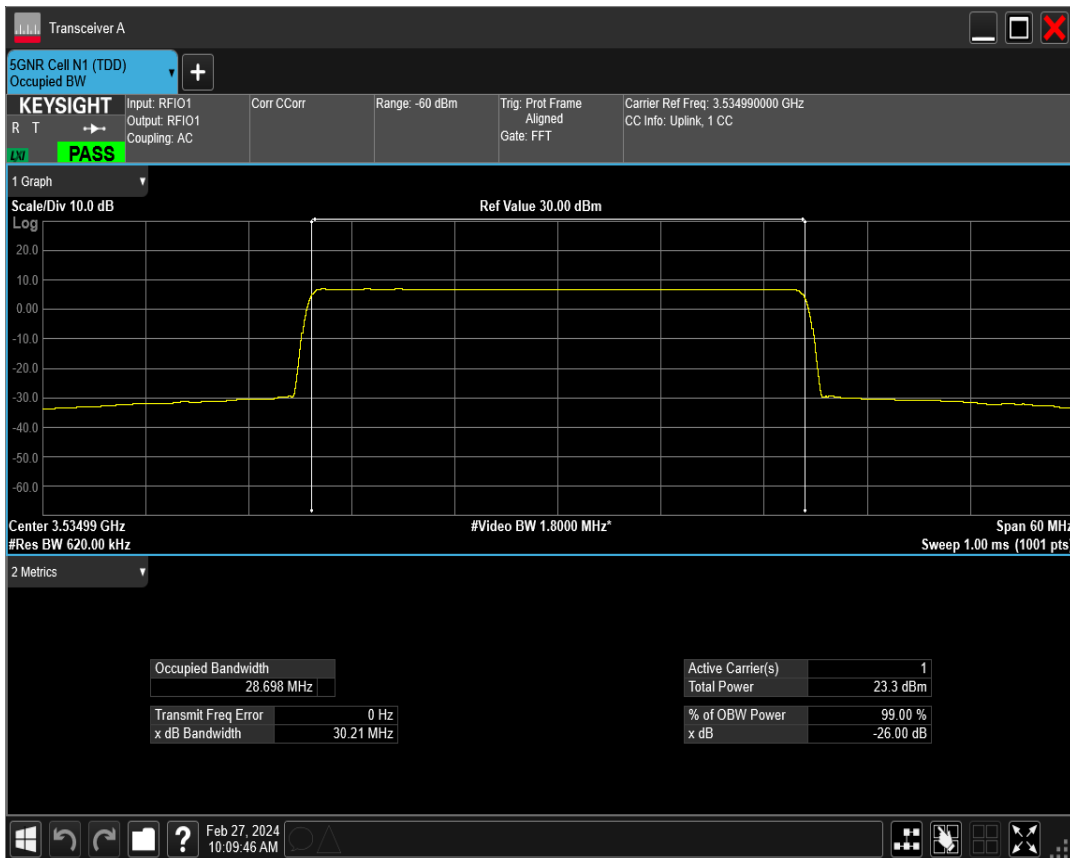 Transceiver A
5GNR Cell N1 (TDD)
Occupied BW
KEYSIGHT
R T
LXI
PASS
Input: RFIO1
Output: RFIO1
Coupling: AC
Corr CCorr
Range: -60 dBm
Trig: Prot Frame
Aligned
Gate: FFT
Carrier Ref Freq: 3.534990000 GHz
CC Info: Uplink, 1 CC
1 Graph
Scale/Div 10.0 dB
Ref Value 30.00 dBm
Log
20.0
10.0
0.00
-10.0
-20.0
-30.0
-40.0
-50.0
-60.0
Center 3.53499 GHz
#Video BW 1.8000 MHz*
Span 60 MHz
#Res BW 620.00 kHz
Sweep 1.00 ms (1001 pts)
2 Metrics
Occupied Bandwidth
28.698 MHz
Transmit Freq Error 0 Hz
x dB Bandwidth 30.21 MHz
Active Carrier(s) 1
Total Power 23.3 dBm
% of OBW Power 99.00 %
x dB -26.00 dB
?
Feb 27, 2024
10:09:46 AM